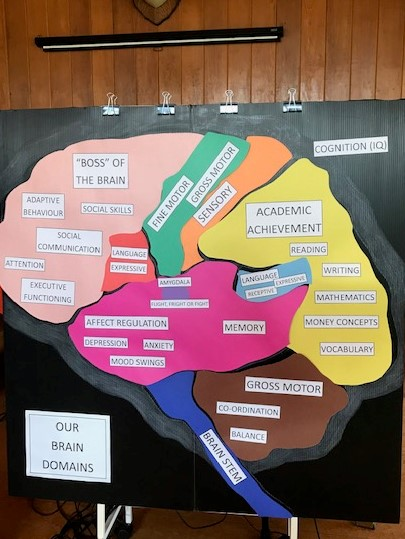 COGNITION (IQ)
"BOSS" OF
THE BRAIN
ADAPTIVE
BEHAVIOUR
SOCIAL SKILLS
SOCIAL
COMMUNICATION
ATTENTION
EXECUTIVE
FUNCTIONING
LANGUAGE
EXPRESSIVE
FINE MOTOR
GROSS MOTOR
SENSORY
ACADEMIC
ACHIEVEMENT
READING
WRITING
MATHEMATICS
MONEY CONCEPTS
VOCABULARY
LANGUAGE
EXPRESSIVE
RECEPTIVE
AMYGDALA
FLIGHT, FRIGHT OR FIGHT
AFFECT REGULATION
MEMORY
DEPRESSION
ANXIETY
MOOD SWINGS
GROSS MOTOR
CO-ORDINATION
BALANCE
BRAIN STEM
OUR
BRAIN
DOMAINS